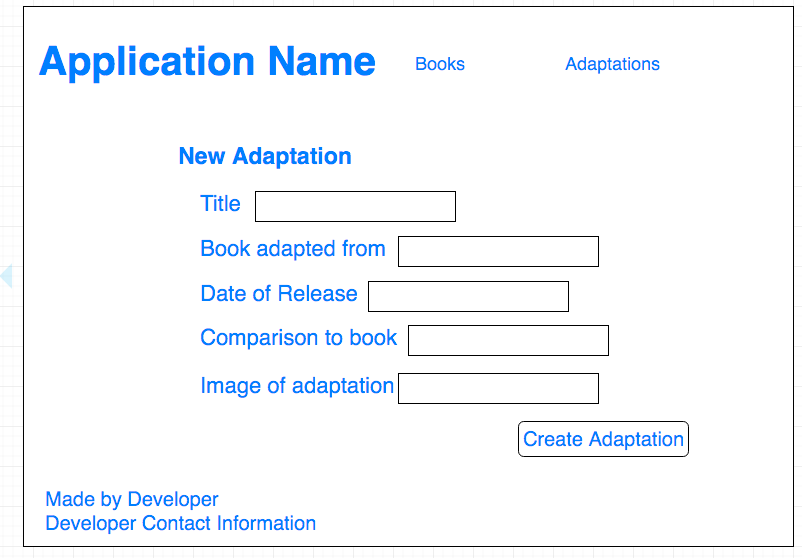 Application Name Books Adaptations
New Adaptation
Title
Book adapted from
Date of Release
Comparison to book
Image of adaptation
Create Adaptation
Made by Developer
Developer Contact Information